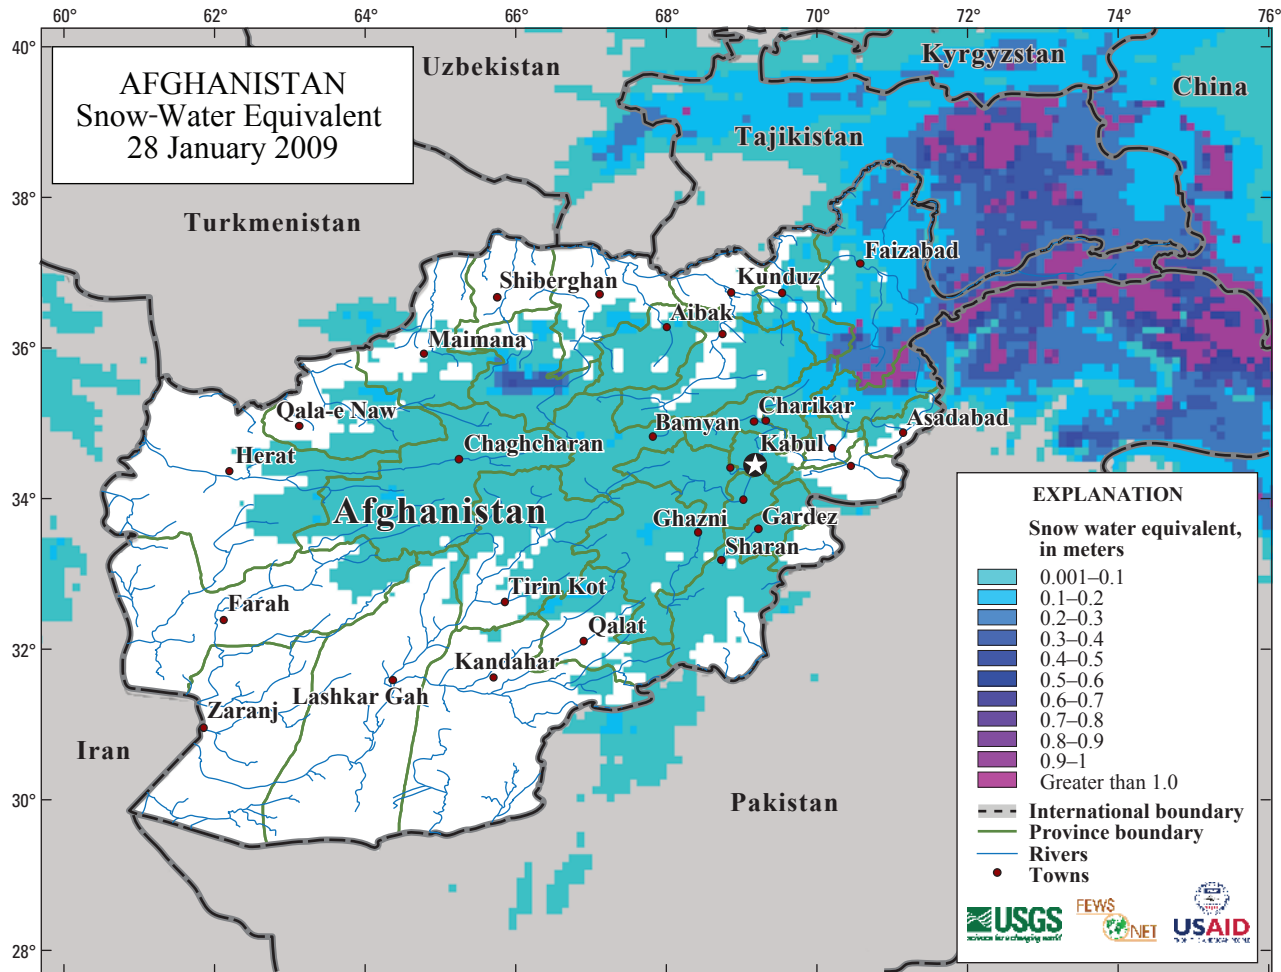 60°
62°
64°
66°
68°
70°
72°
74°
76°
40°
38°
36°
34°
32°
30°
28°
AFGHANISTAN
Snow-Water Equivalent
28 January 2009
Uzbekistan
Kyrgyzstan
China
Tajikistan
Turkmenistan
Faizabad
Shiberghan
Kunduz
Aibak
Maimana
Qala-e Naw
Charikar
Bamyan
Asadabad
Chaghcharan
Kabul
Herat
Afghanistan
Ghazni
Gardez
Sharan
Tirin Kot
Farah
Qalat
Kandahar
Lashkar Gah
Zaranj
Iran
Pakistan
EXPLANATION
Snow water equivalent,
in meters
0.001–0.1
0.1–0.2
0.2–0.3
0.3–0.4
0.4–0.5
0.5–0.6
0.6–0.7
0.7–0.8
0.8–0.9
0.9–1
Greater than 1.0
International boundary
Province boundary
Rivers
Towns
USGS
science for a changing world
FEWS
NET
USAID